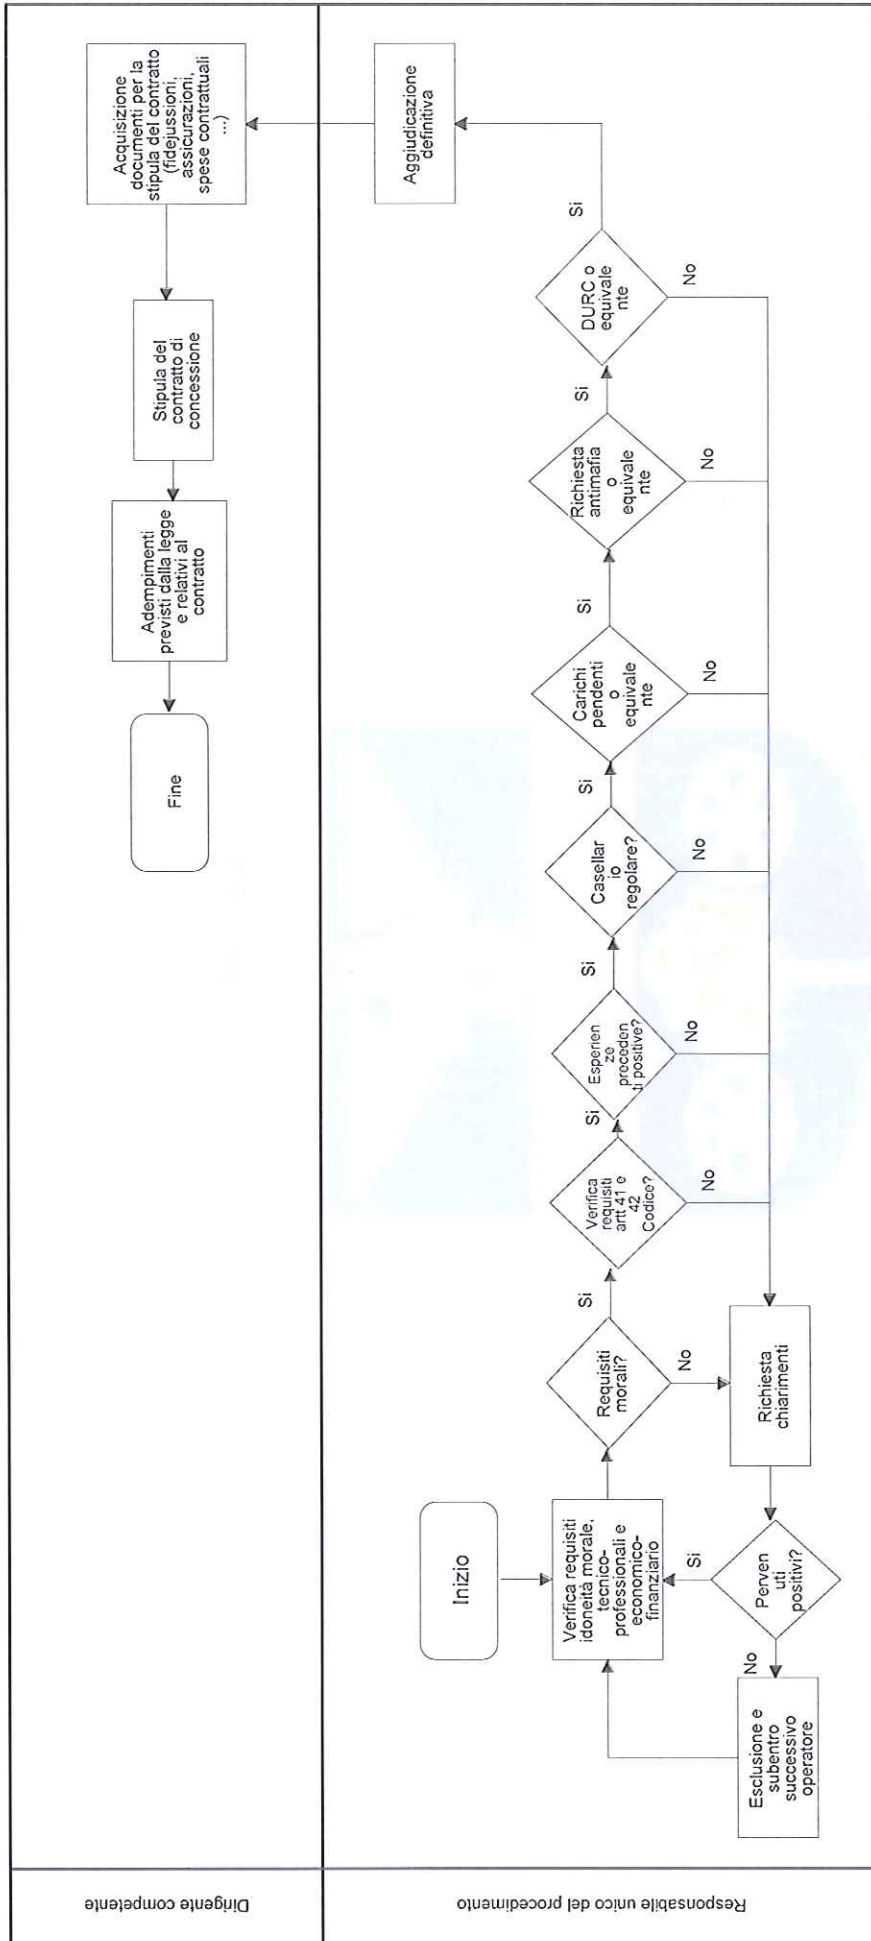 Dirigente competente
Acquisizione
documenti per la
stipula del contratto
(fidejussioni,
assicurazioni,
spese contrattuali
...)
Stipula del
contratto di
concessione
Adempimenti
previsti dalla legge
e relativi al
contratto
Fine
Responsabile unico del procedimento
Inizio
Verifica requisiti
idoneità morale,
tecnico-
professionali e
economico-
finanziario
Requisiti
morali?
Si
No
Verifica
requisiti
artt 41 e
42
Codice?
Si
No
Esperien
ze
preceden
ti positive?
Si
No
Casellar
io
regolare?
Si
No
Carichi
pendenti
o
equivale
nte
Si
No
Richiesta
antimafia
o
equivale
nte
Si
No
DURC o
equivale
nte
Si
No
Aggiudicazione
definitiva
Richiesta
chiarimenti
Perven
uti
positivi?
Si
No
Esclusione e
subentro
successivo
operatore